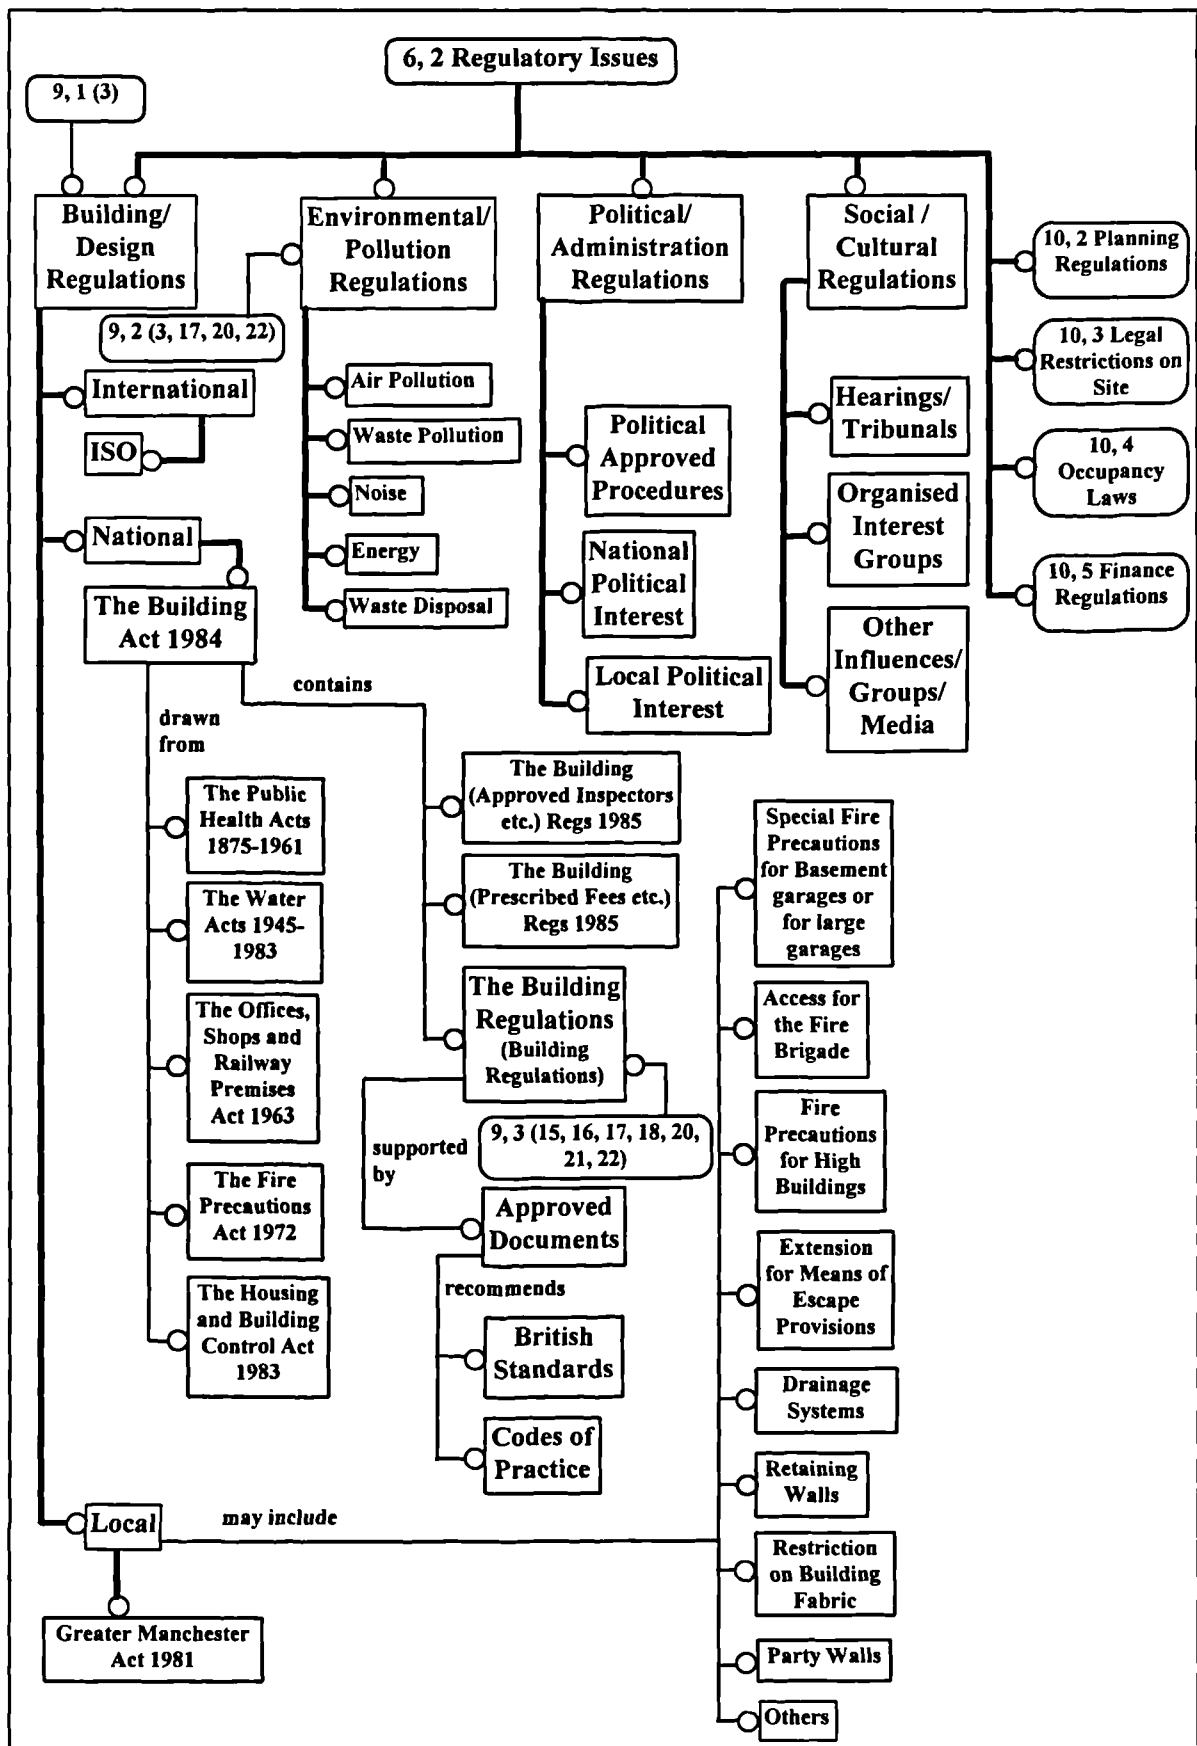 6, 2 Regulatory Issues
9, 1 (3)
Building/
Design
Regulations
Environmental/
Pollution
Regulations
Political/
Administration
Regulations
Social /
Cultural
Regulations
10, 2 Planning
Regulations
10, 3 Legal
Restrictions on
Site
10, 4
Occupancy
Laws
10, 5 Finance
Regulations
9, 2 (3, 17, 20, 22)
International
ISO
National
The Building
Act 1984
Air Pollution
Waste Pollution
Noise
Energy
Waste Disposal
Political
Approved
Procedures
National
Political
Interest
Local Political
Interest
Hearings/
Tribunals
Organised
Interest
Groups
Other
Influences/
Groups/
Media
contains
drawn
from
The Public
Health Acts
1875-1961
The Water
Acts 1945-
1983
The Offices,
Shops and
Railway
Premises
Act 1963
The Fire
Precautions
Act 1972
The Housing
and Building
Control Act
1983
The Building
(Approved Inspectors
etc.) Regs 1985
The Building
(Prescribed Fees etc.)
Regs 1985
The Building
Regulations
(Building
Regulations)
9, 3 (15, 16, 17, 18, 20,
21, 22)
supported
by
Approved
Documents
recommends
British
Standards
Codes of
Practice
Special Fire
Precautions
for Basement
garages or
for large
garages
Access for
the Fire
Brigade
Fire
Precautions
for High
Buildings
Extension
for Means of
Escape
Provisions
Drainage
Systems
Retaining
Walls
Restriction
on Building
Fabric
Party Walls
Others
Local
may include
Greater Manchester
Act 1981